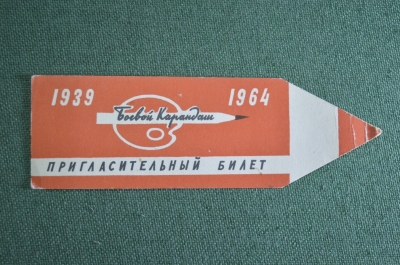 1939 1964
Боевой Карандаш
ПРИГЛАСИТЕЛЬНЫЙ БИЛЕТ